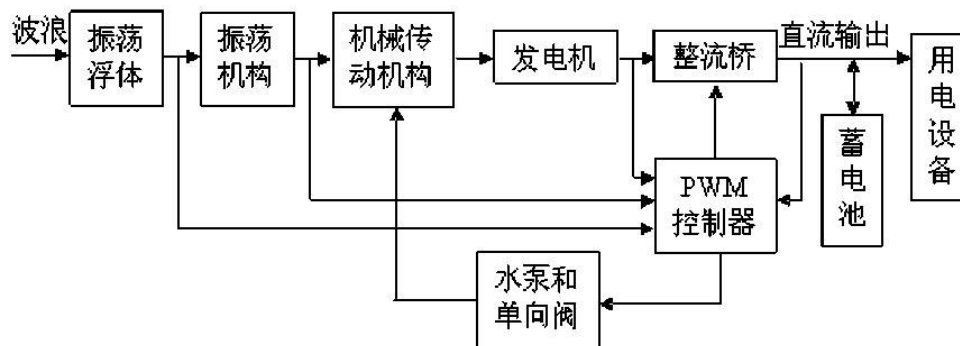 波浪
振荡
浮体
振荡
机构
机械传
动机构
发电机
整流桥
直流输出
用
电
设
备
蓄
电
池
PWM
控制器
水泵和
单向阀